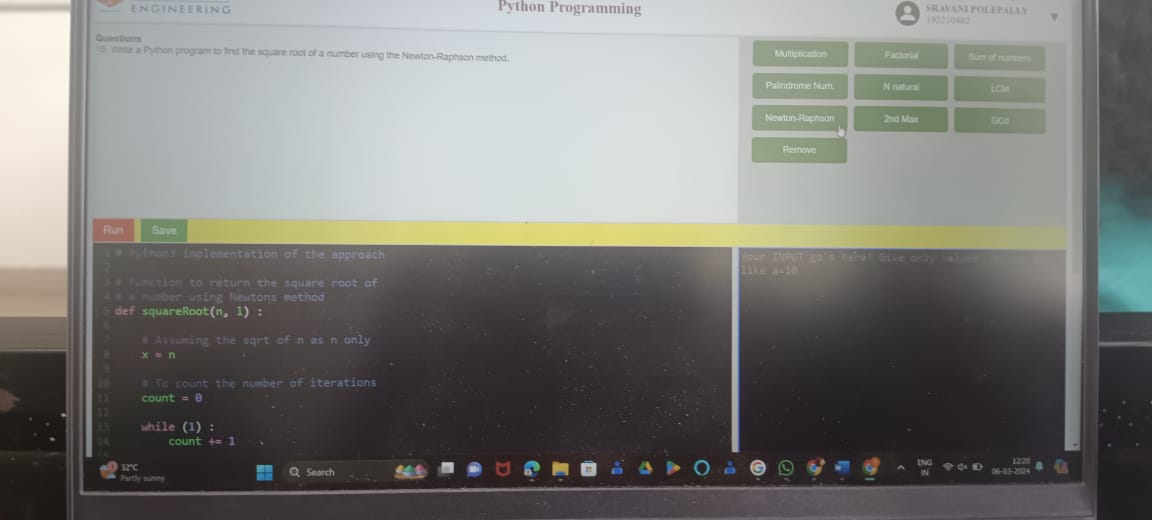 ENGINEERING
Python Programming
SRAVANI POLEPALLY
192210482
Questions
15. Write a Python program to find the square root of a number using the Newton-Raphson method.
Multiplication
Factorial
Sum of numbers
Palindrome Num.
N natural
LCM
Newton-Raphson
2nd Max
GCd
Remove
Run
Save
1 # Python3 implementation of the approach
2
3 # Function to return the square root of
4 # a number using Newtons method
5 def squareRoot(n, l) :
6
7 # Assuming the sqrt of n as n only
8 x = n
9
10 # To count the number of iterations
11 count = 0
12
13 while (1) :
14 count += 1
Your INPUT go's here! Give only values.
like a=10
32°C
Partly sunny
Search
ENG
IN
12:20
06-03-2024